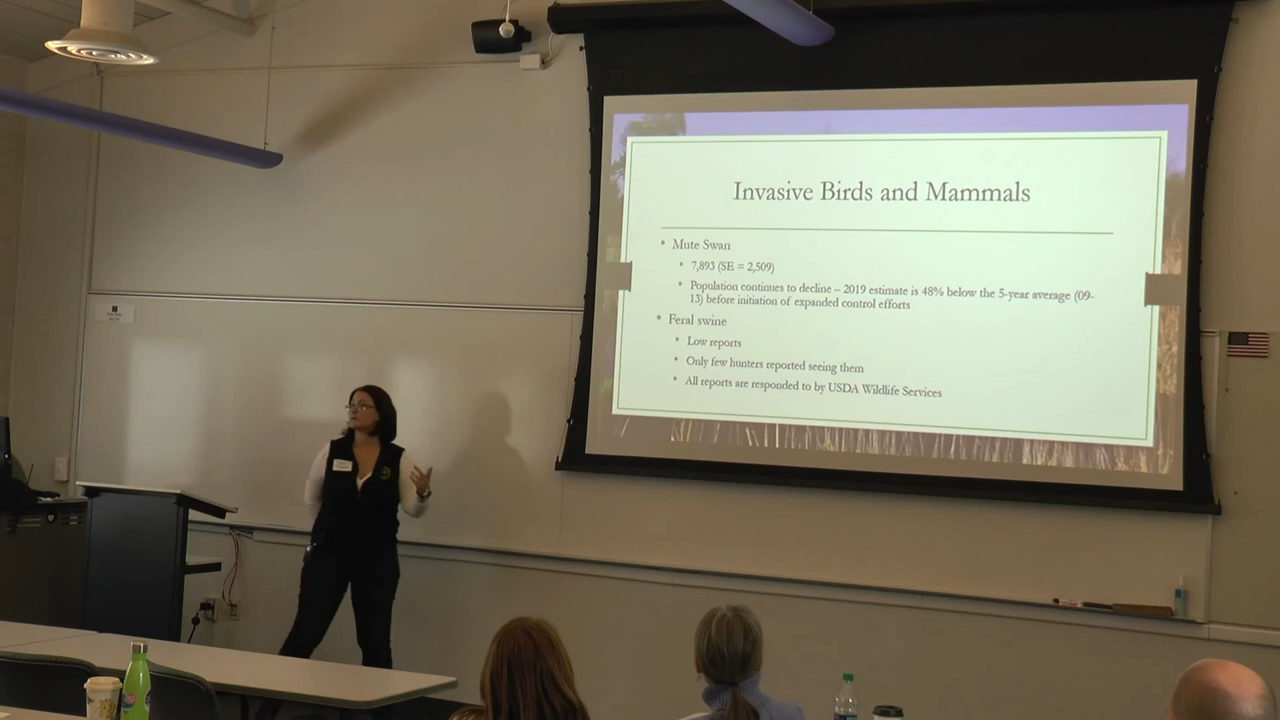 Invasive Birds and Mammals
• Mute Swan
• 7,893 (SE = 2,509)
• Population continues to decline – 2019 estimate is 48% below the 5-year average (09-
13) before initiation of expanded control efforts
• Feral swine
• Low reports
• Only few hunters reported seeing them
• All reports are responded to by USDA Wildlife Services